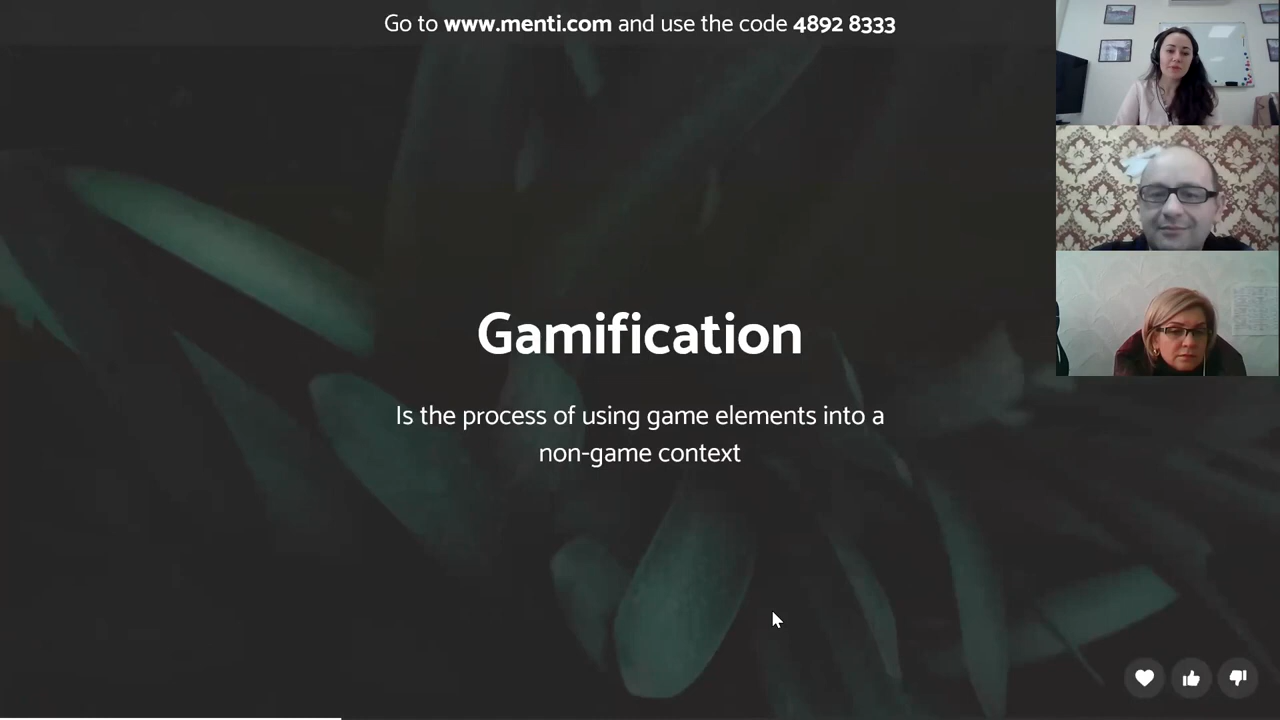 Go to www.menti.com and use the code 4892 8333
Gamification
Is the process of using game elements into a
non-game context